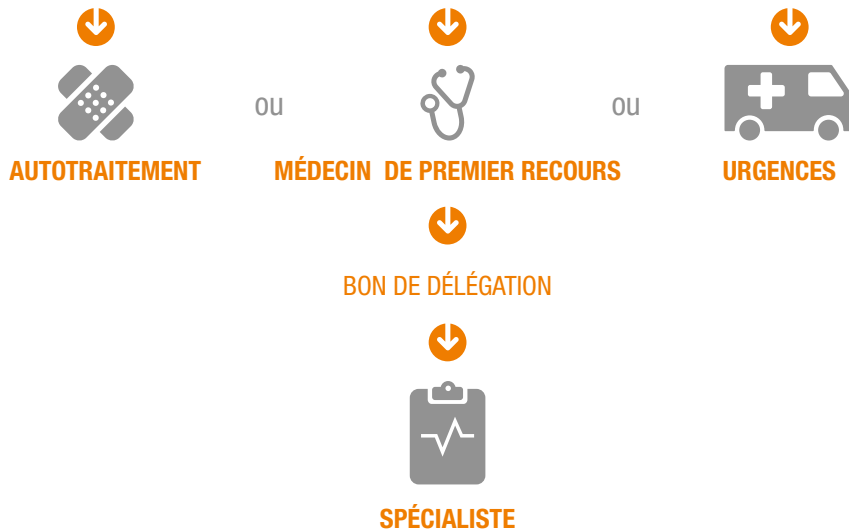 ou
ou
AUTOTRAITEMENT
MÉDECIN DE PREMIER RECOURS
URGENCES
BON DE DÉLÉGATION
SPÉCIALISTE